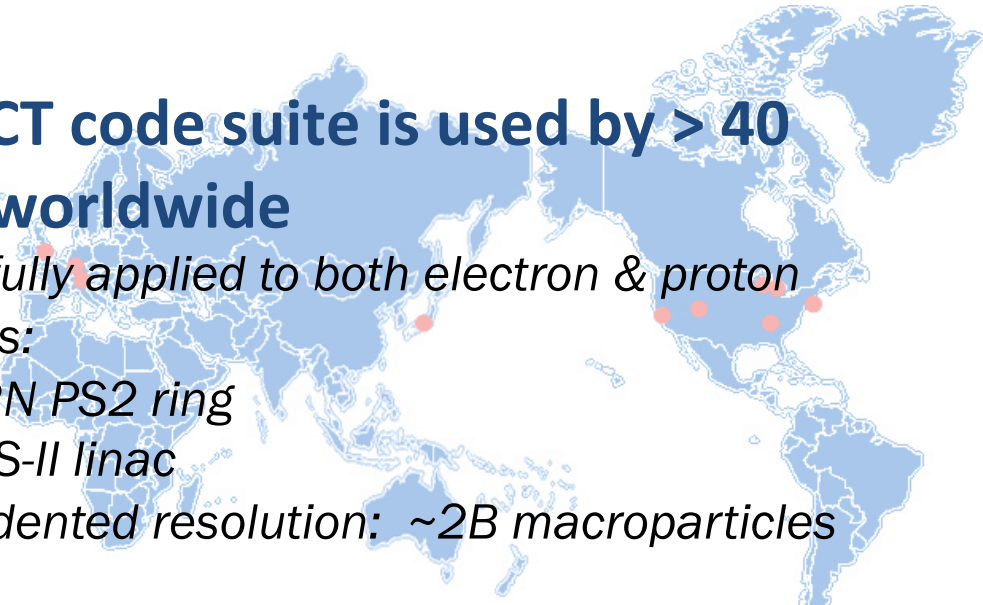 CT code suite is used by > 40
worldwide
fully applied to both electron & proton
s:
N PS2 ring
S-II linac
dented resolution: ~2B macroparticles